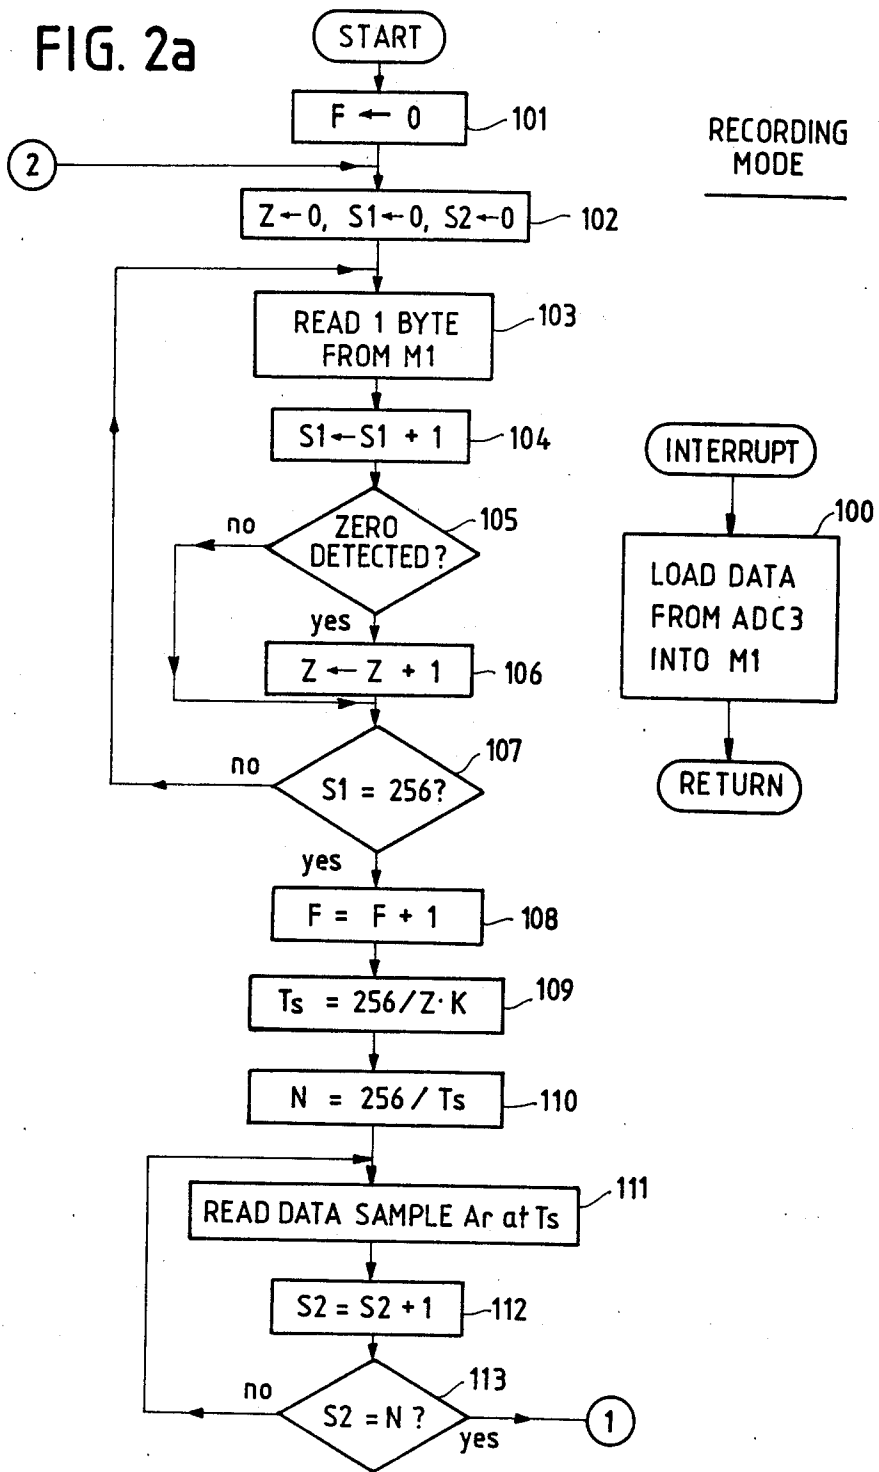 FIG. 2a
START
F ← 0
101
RECORDING
MODE
2
Z←0, S1←0, S2←0
102
READ 1 BYTE
FROM M1
103
S1←S1 + 1
104
ZERO
DETECTED?
105
no
yes
Z ← Z + 1
106
S1 = 256?
107
no
yes
F = F + 1
108
Ts = 256/Z·K
109
N = 256 / Ts
110
READ DATA SAMPLE Ar at Ts
111
S2 = S2 + 1
112
S2 = N ?
113
no
yes
1
INTERRUPT
100
LOAD DATA
FROM ADC3
INTO M1
RETURN